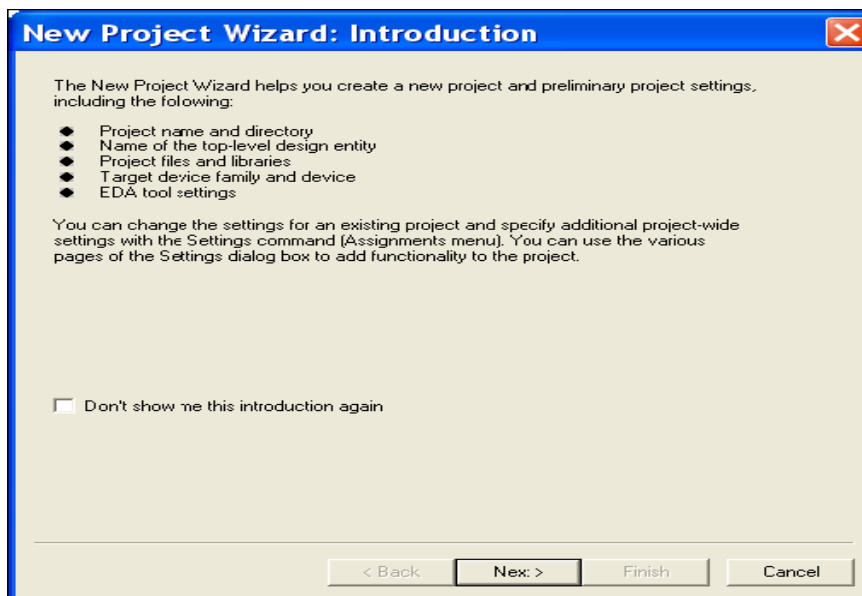 New Project Wizard: Introduction
The New Project Wizard helps you create a new project and preliminary project settings,
including the following:
Project name and directory
Name of the top-level design entity
Project files and libraries
Target device family and device
EDA tool settings
You can change the settings for an existing project and specify additional project-wide
settings with the Settings command (Assignments menu). You can use the various
pages of the Settings dialog box to add functionality to the project.
Don't show me this introduction again
< Back
Next >
Finish
Cancel